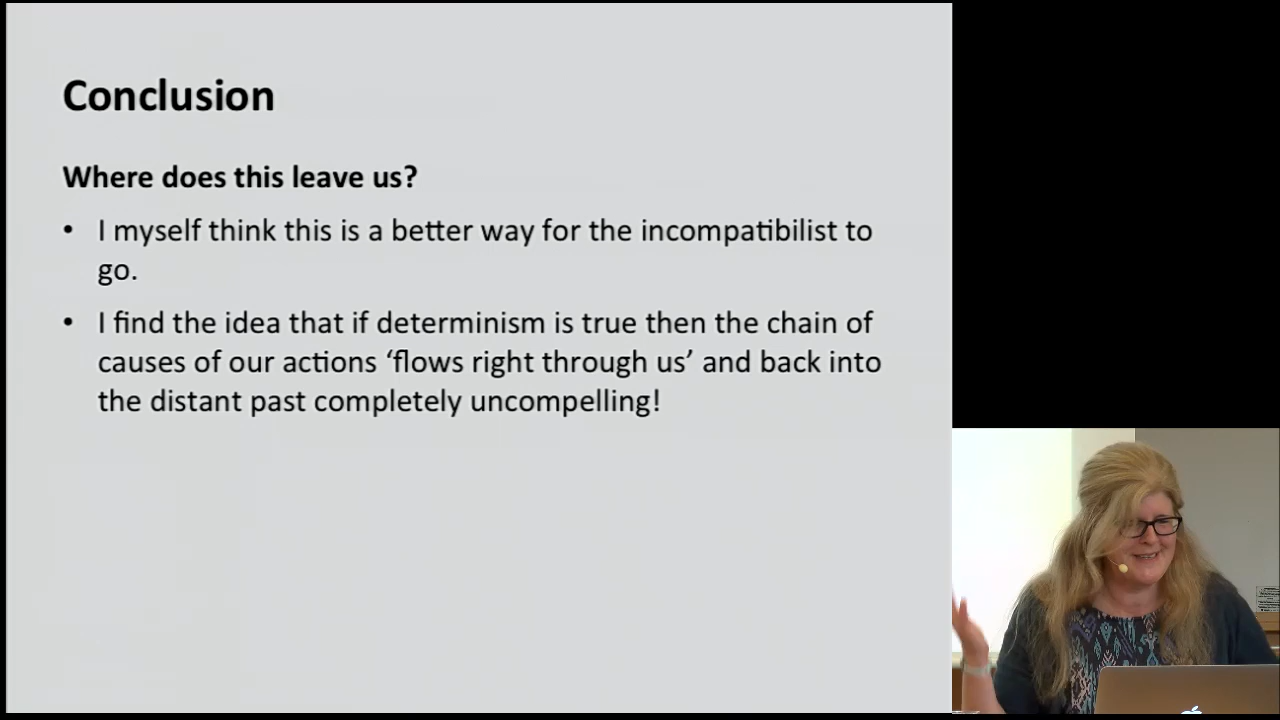 Conclusion
Where does this leave us?
• I myself think this is a better way for the incompatibilist to
go.
• I find the idea that if determinism is true then the chain of
causes of our actions ‘flows right through us’ and back into
the distant past completely uncompelling!